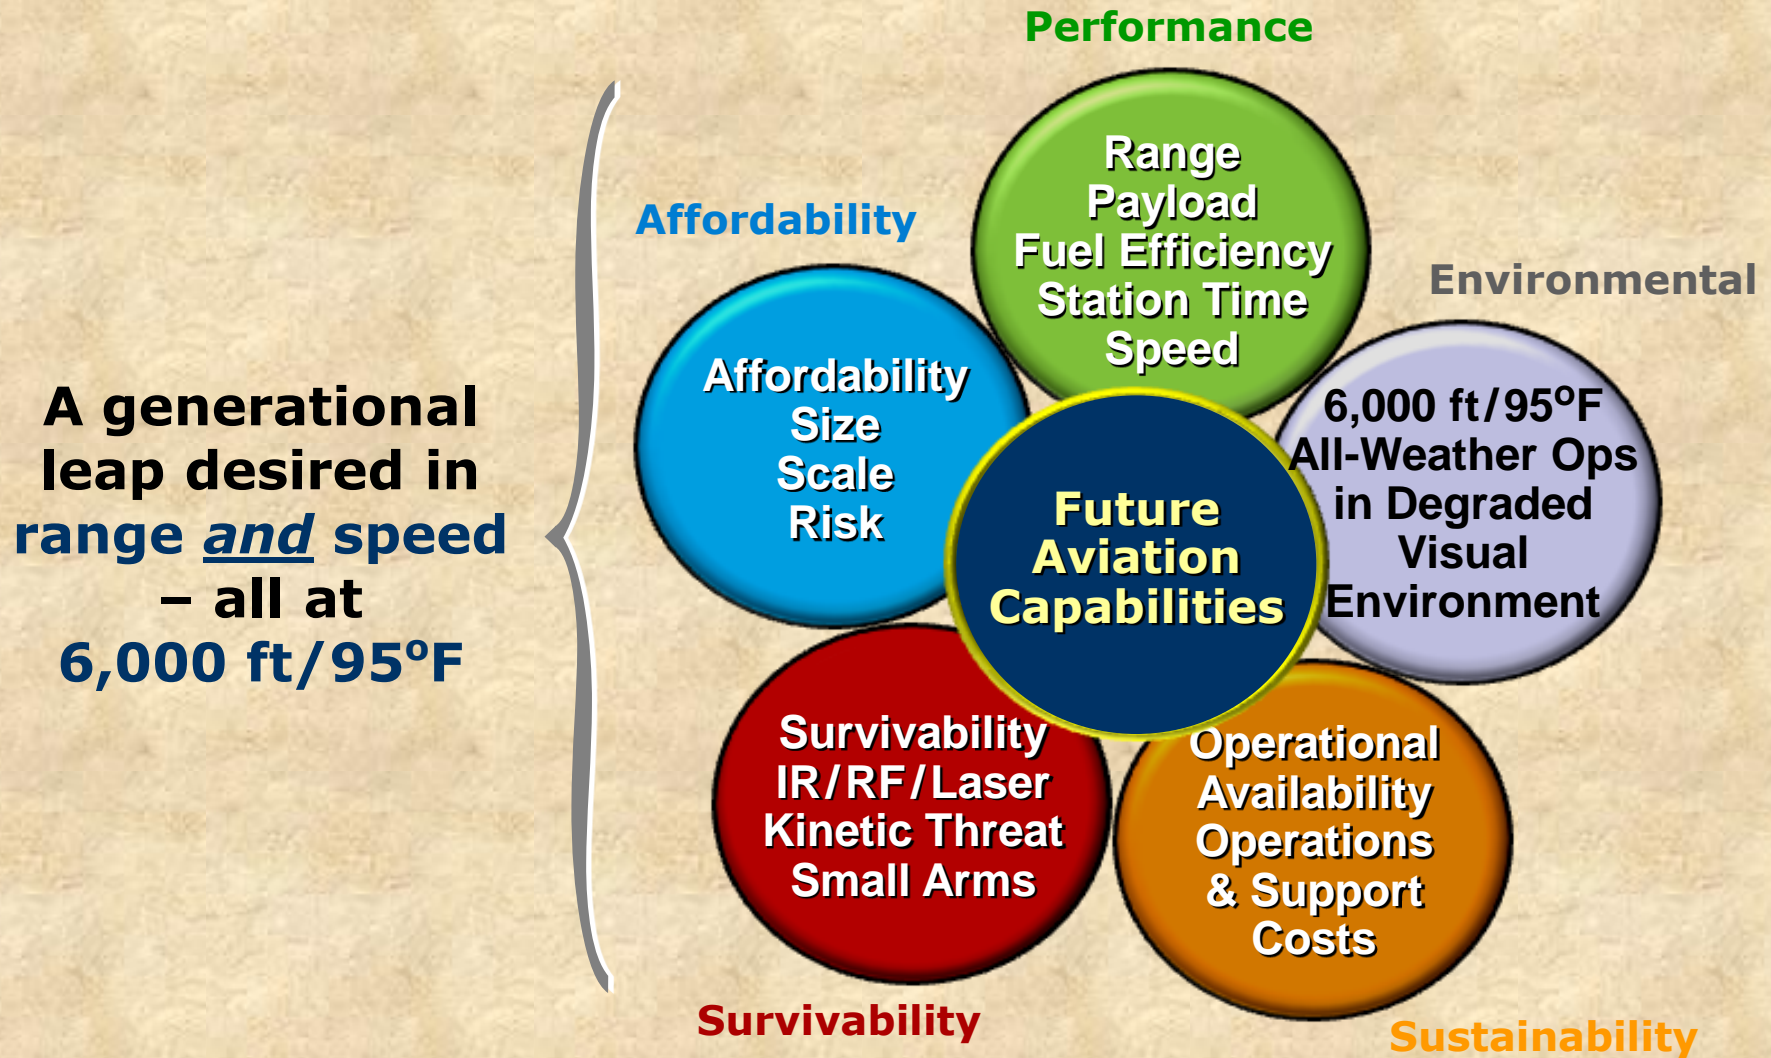 A generational
leap desired in
range and speed
– all at
6,000 ft/95ºF
Performance
Range
Payload
Fuel Efficiency
Station Time
Speed
Affordability
Affordability
Size
Scale
Risk
Environmental
6,000 ft/95ºF
All-Weather Ops
in Degraded
Visual
Environment
Future
Aviation
Capabilities
Survivability
IR/RF/Laser
Kinetic Threat
Small Arms
Survivability
Operational
Availability
Operations
& Support
Costs
Sustainability